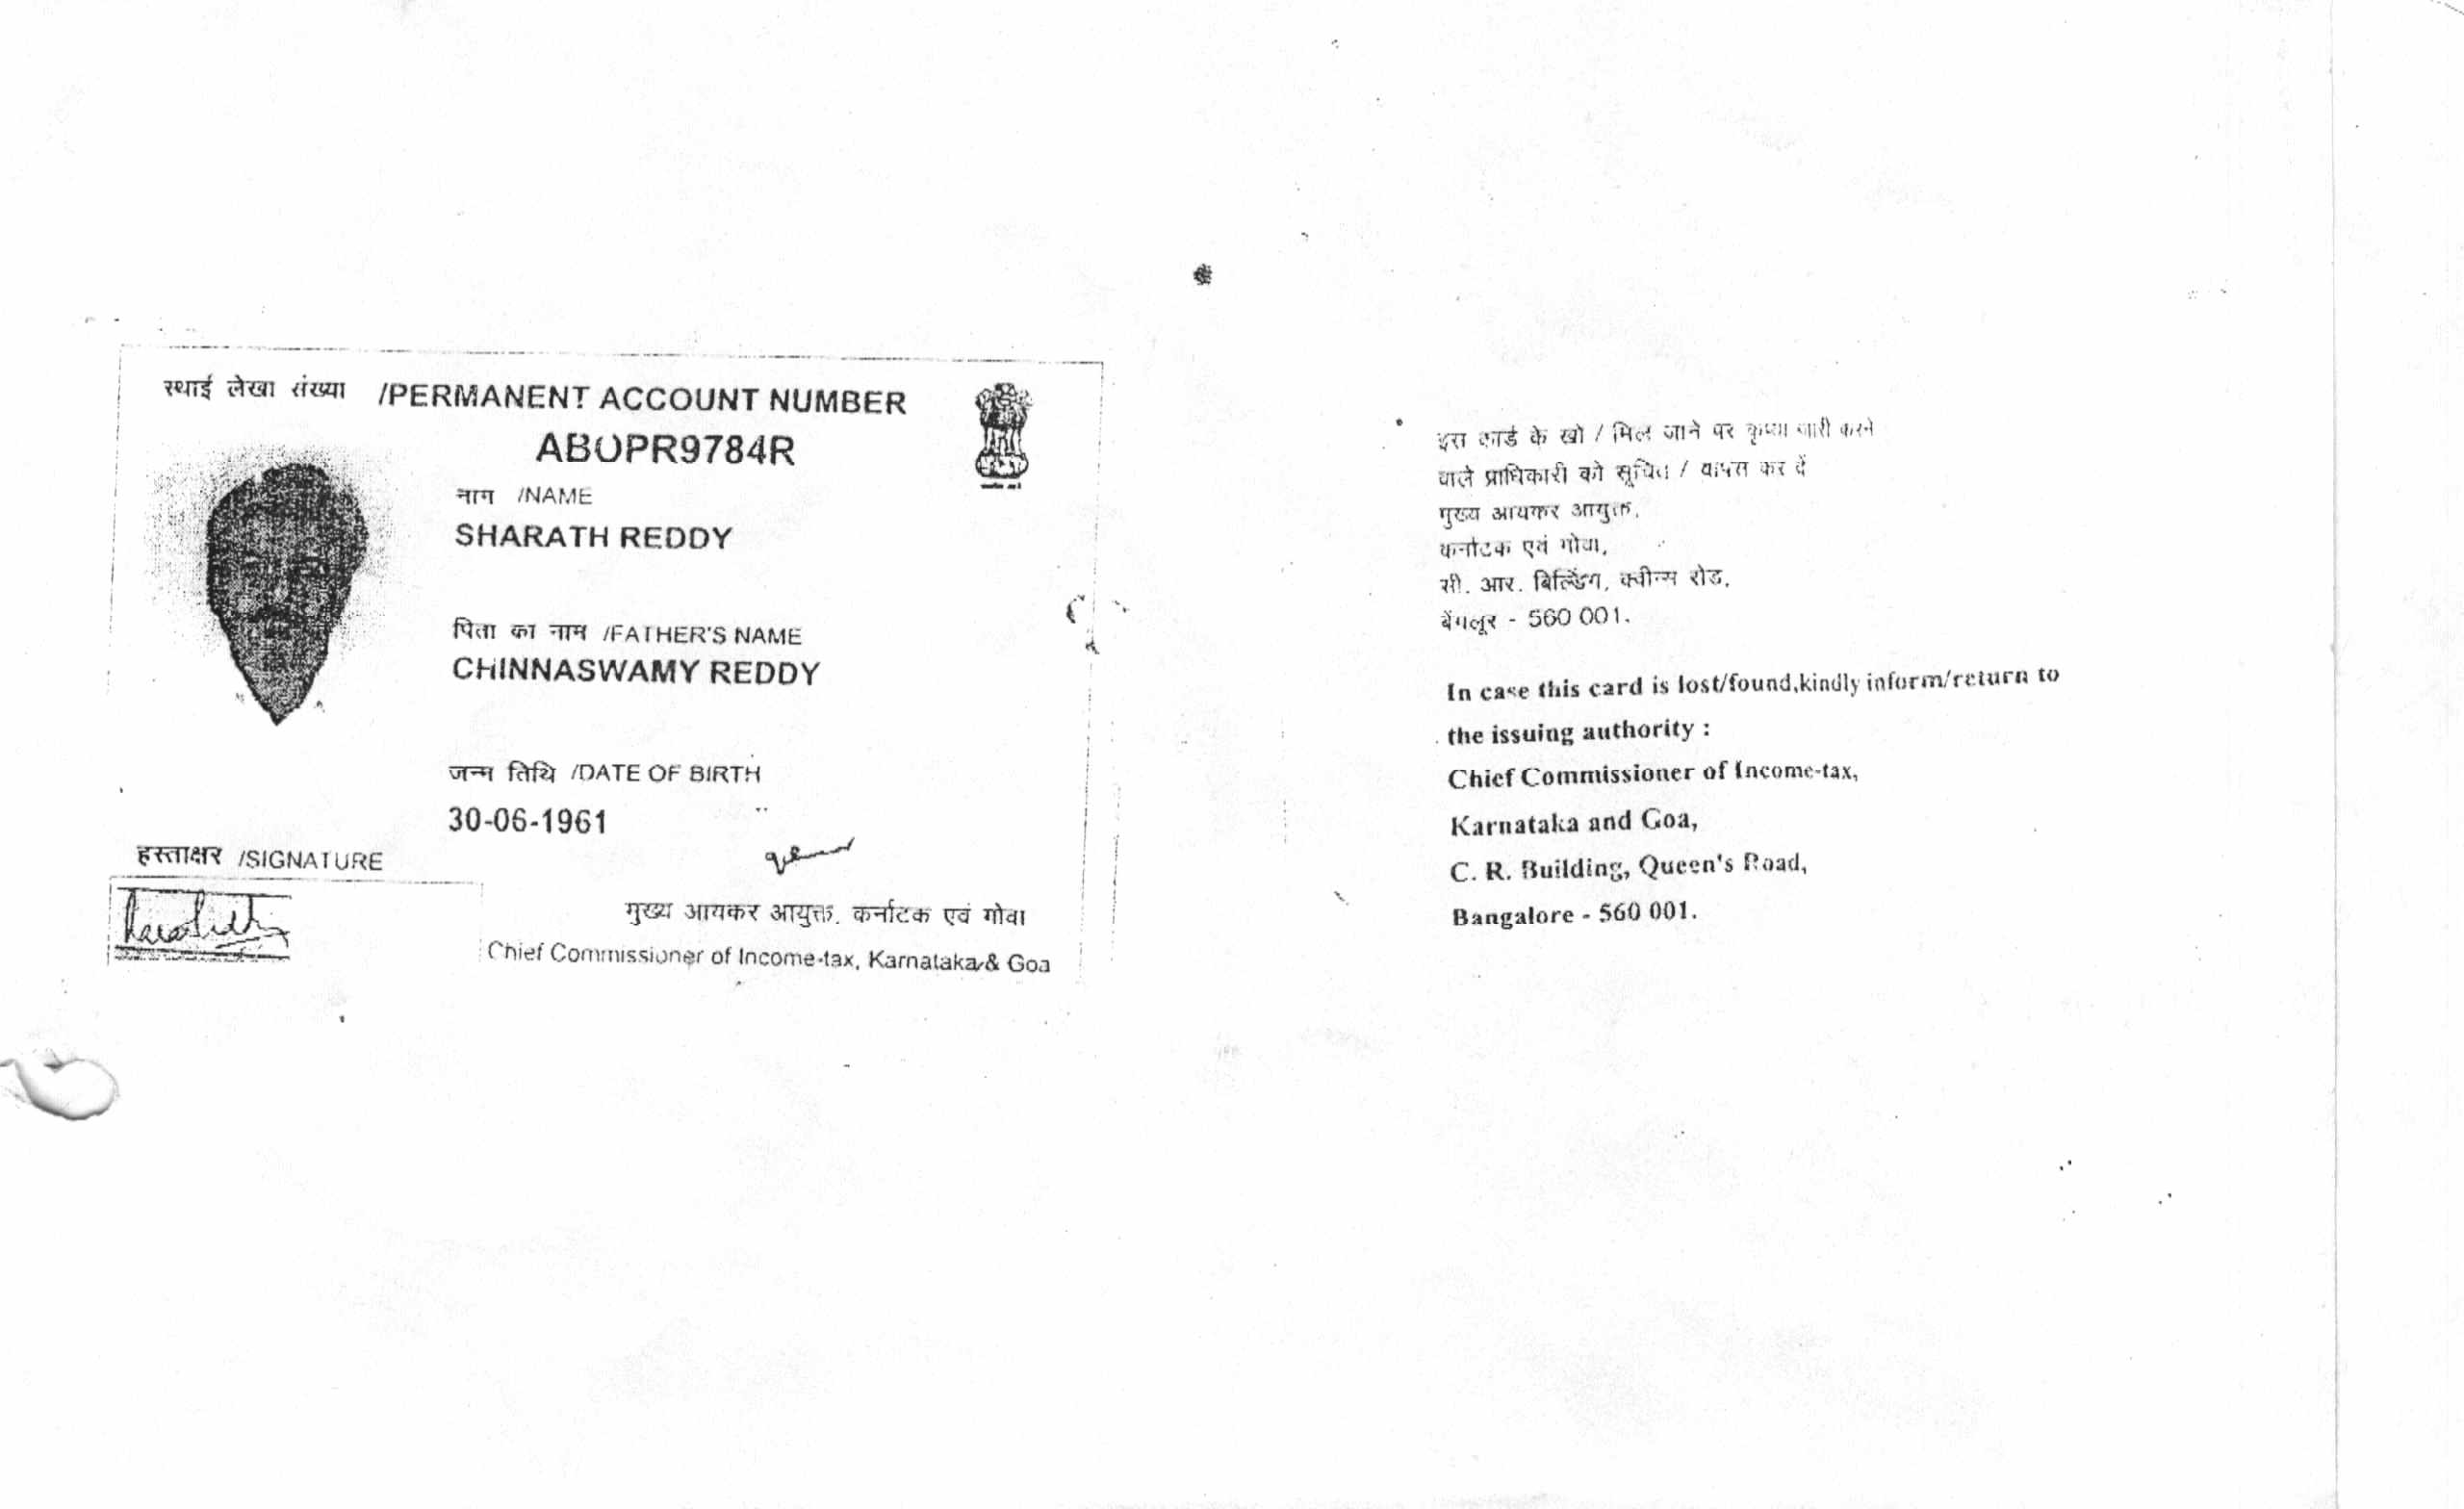 स्थाई लेखा संख्या /PERMANENT ACCOUNT NUMBER
ABOPR9784R
नाम /NAME
SHARATH REDDY
पिता का नाम /FATHER'S NAME
CHINNASWAMY REDDY
जन्म तिथि /DATE OF BIRTH
30-06-1961
हस्ताक्षर /SIGNATURE
मुख्य आयकर आयुक्त, कर्नाटक एवं गोवा
Chief Commissioner of Income-tax, Karnataka & Goa
इस कार्ड के खो / मिल जाने पर कृप्या जारी करने
वाले प्राधिकारी को सूचित / वापस कर दें
मुख्य आयकर आयुक्त,
कर्नाटक एवं गोवा,
सी. आर. बिल्डिंग, क्वीन्स रोड,
बेंगलूर - 560 001.
In case this card is lost/found,kindly inform/return to
the issuing authority :
Chief Commissioner of Income-tax,
Karnataka and Goa,
C. R. Building, Queen's Road,
Bangalore - 560 001.